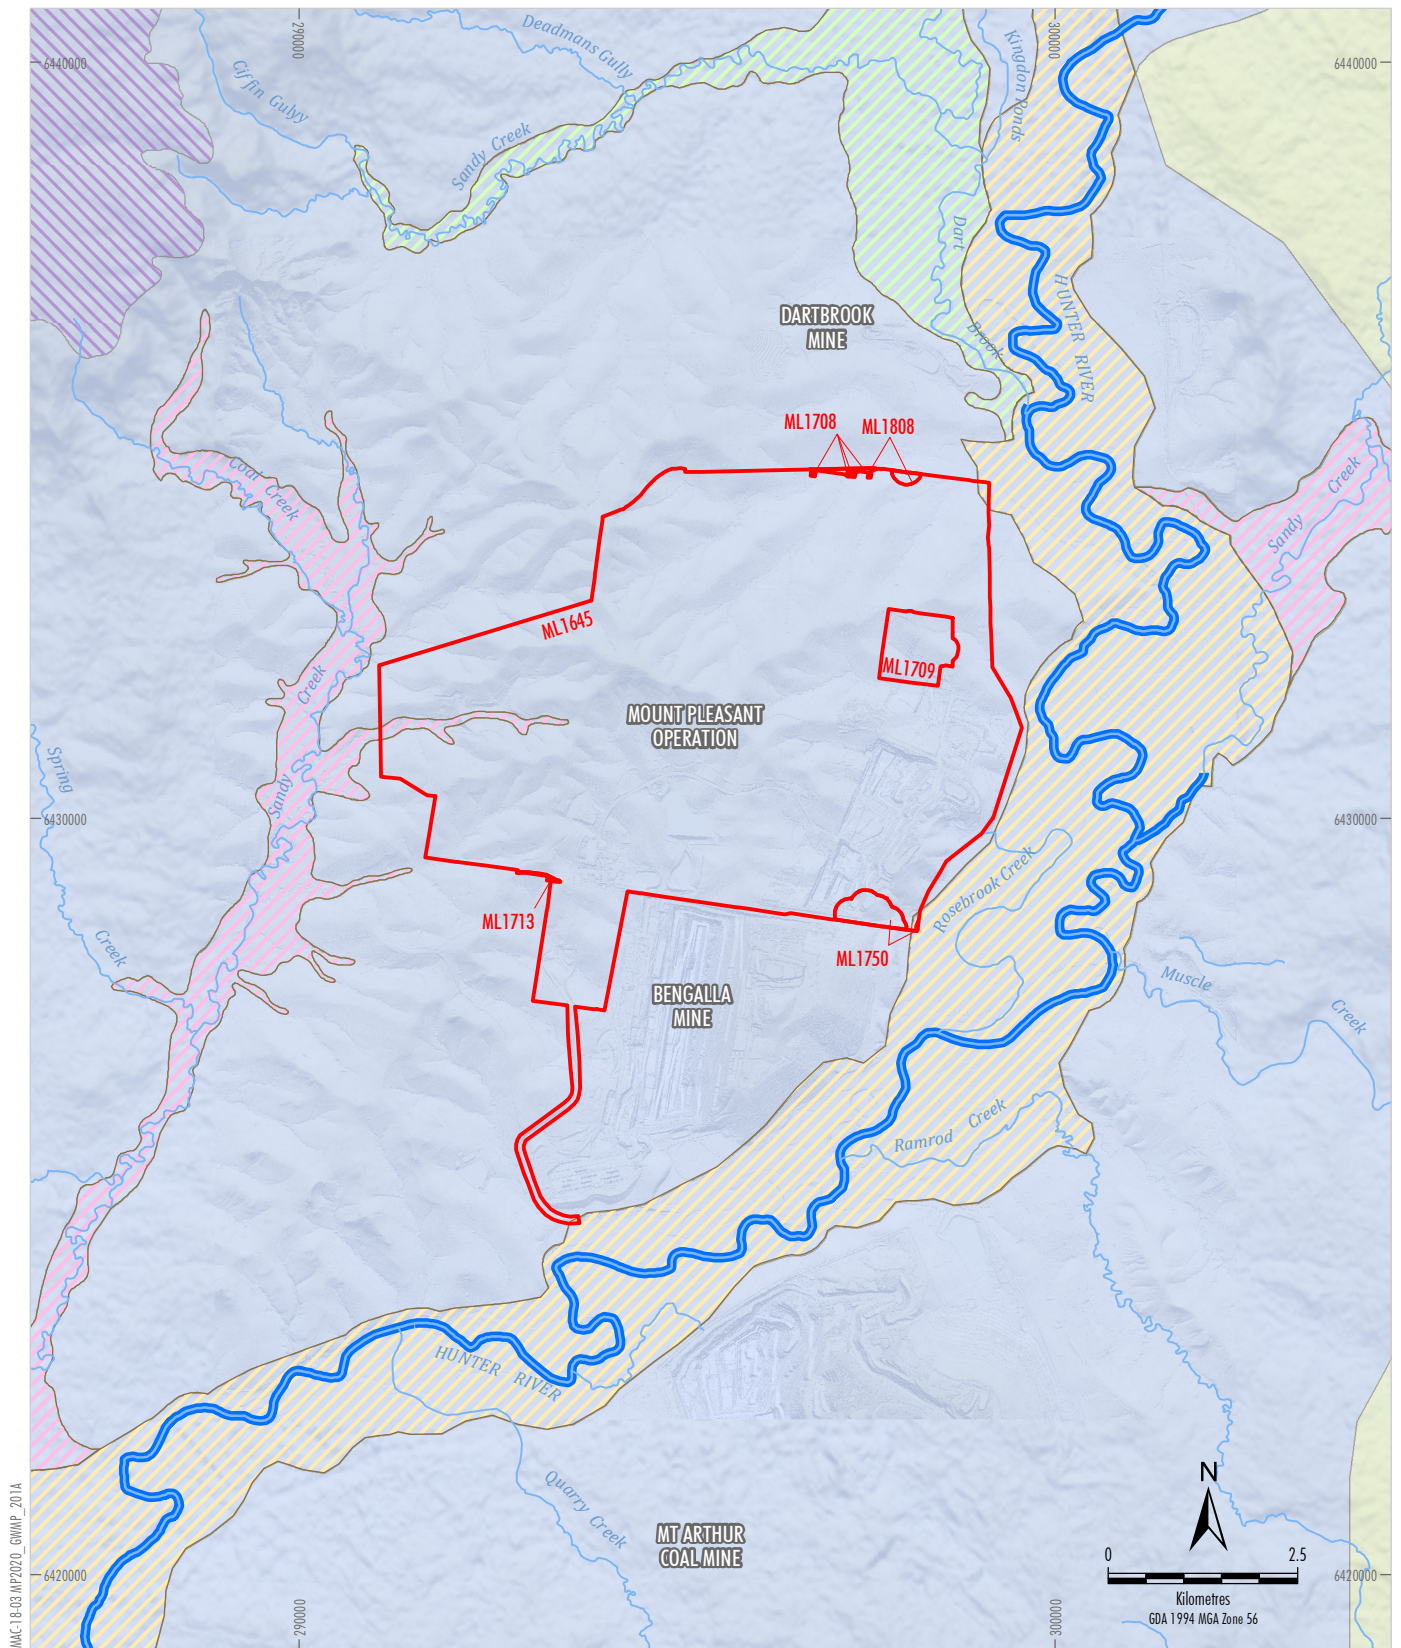 290000
300000
6440000
6440000
Deadmans Gully
Giffin Gulyy
Kingdon Ponds
Sandy Creek
Dart
Brook
HUNTER RIVER
DARTBROOK
MINE
ML1708
ML1808
Coal Creek
Sandy Creek
ML1645
ML1709
Sandy Creek
MOUNT PLEASANT
OPERATION
Spring
Creek
6430000
6430000
Rosebrook Creek
ML1713
ML1750
BENGALLA
MINE
Muscle
Creek
Ramrod Creek
HUNTER RIVER
Quarry Creek
MT ARTHUR
COAL MINE
N
0
2.5
Kilometres
GDA 1994 MGA Zone 56
6420000
6420000
290000
300000
MAC-18-03 MP2020_GWMP_201A